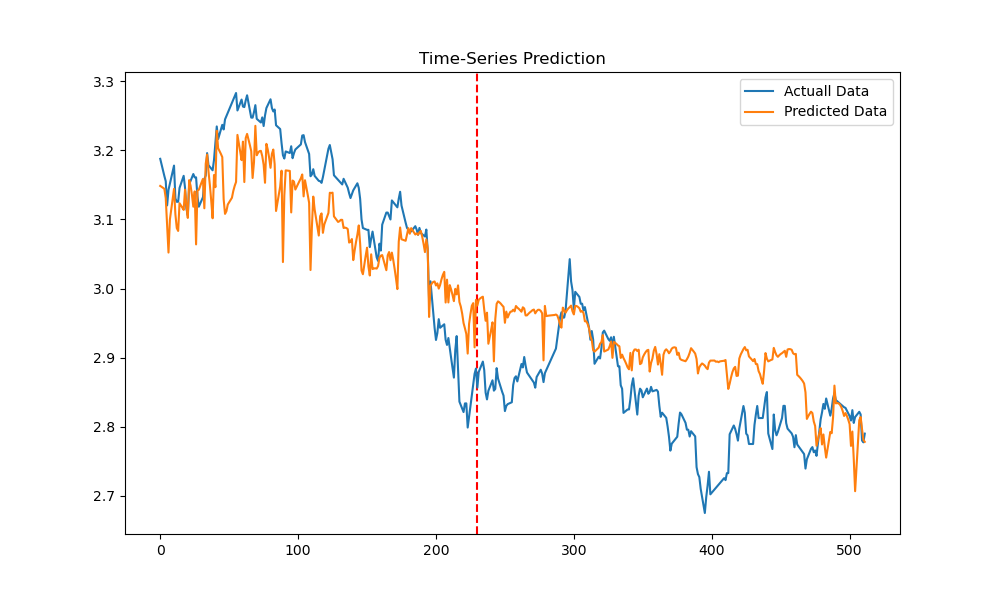 Time-Series Prediction
Actuall Data
Predicted Data
3.3
3.2
3.1
3.0
2.9
2.8
2.7
0 100 200 300 400 500